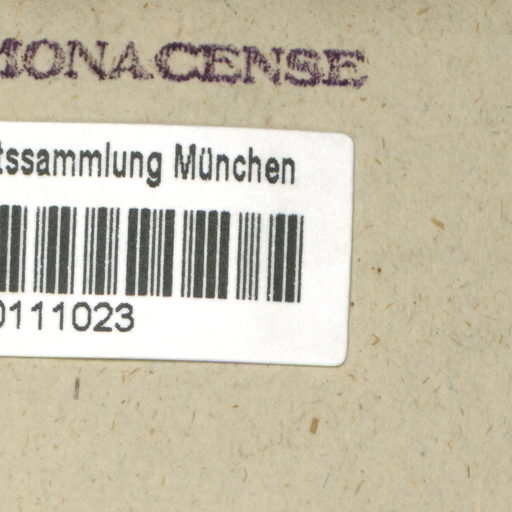 MONACENSE
tssammlung München
0111023